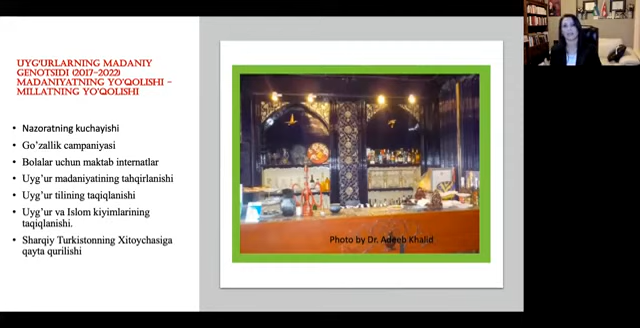 UYG'URLARNING MADANIY
GENOTSIDI (2017-2022)
MADANIYATNING YO'QOLISHI –
MILLATNING YO'QOLISHI
• Nazoratning kuchayishi
• Go'zallik campaniyasi
• Bolalar uchun maktab internatlar
• Uyg'ur madaniyatining tahqirlanishi
• Uyg'ur tilining taqiqlanishi
• Uyg'ur va Islom kiyimlarining
taqiqlanishi.
• Sharqiy Turkistonning Xitoychasiga
qayta qurilishi
Photo by Dr. Adeeb Khalid